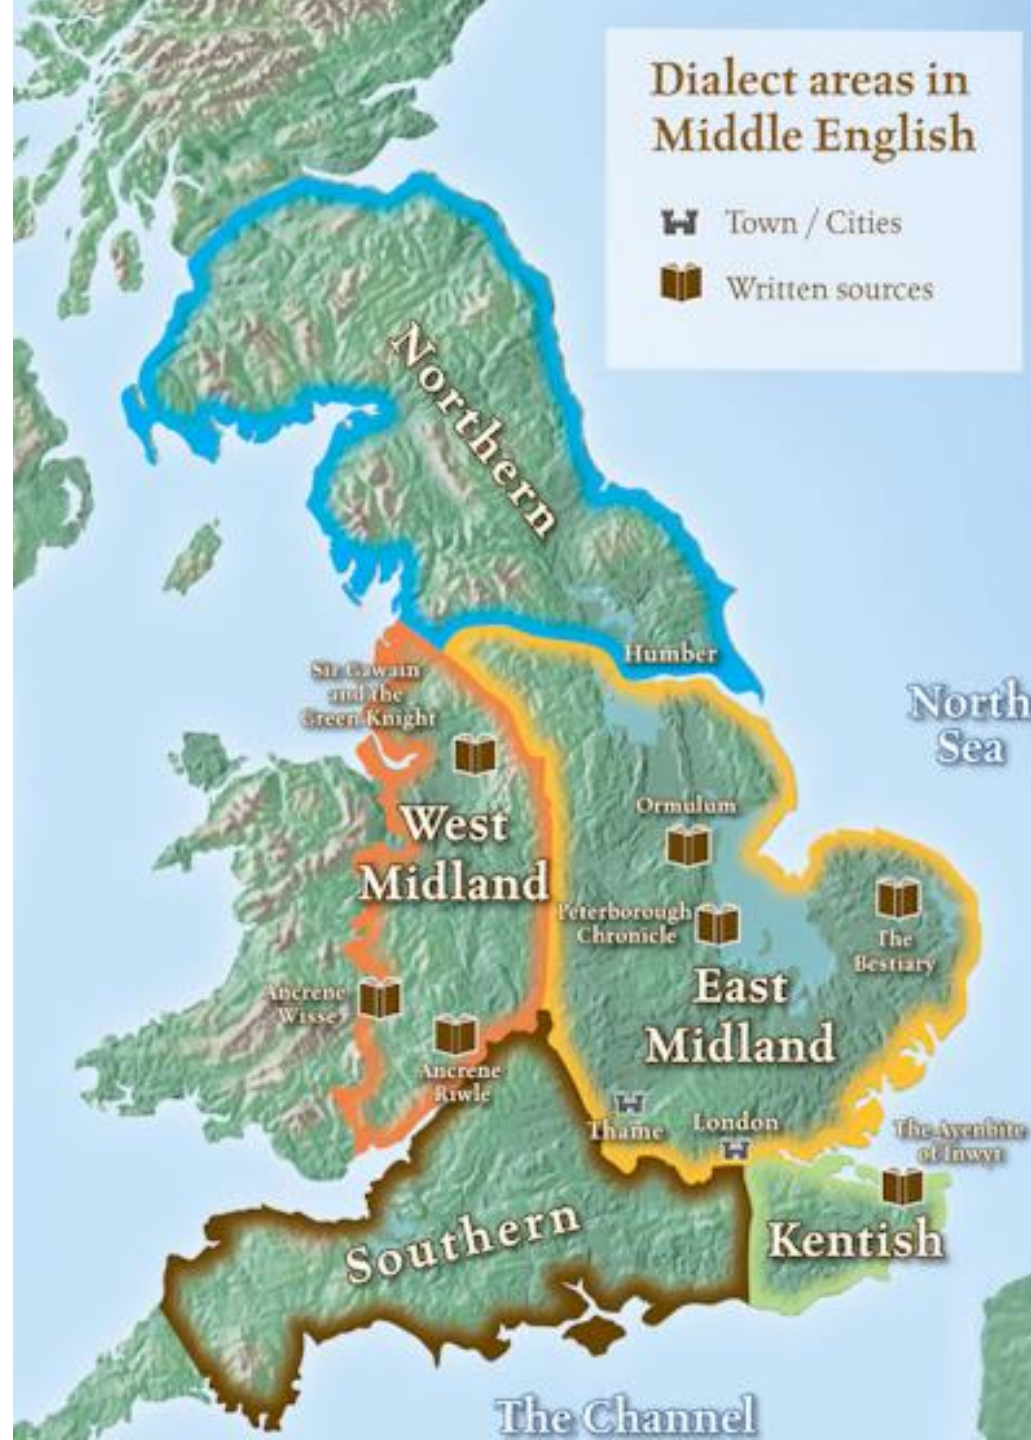 Dialect areas in
Middle English
Town / Cities
Written sources
Northern
Humber
Sir Gawain
and the
Green Knight
North
Sea
West
Midland
Ormulum
Peterborough
Chronicle
The
Bestiary
East
Midland
Ancrene
Wisse
Ancrene
Riwle
Thame
London
The Ayenbite
of Inwyt
Southern
Kentish
The Channel